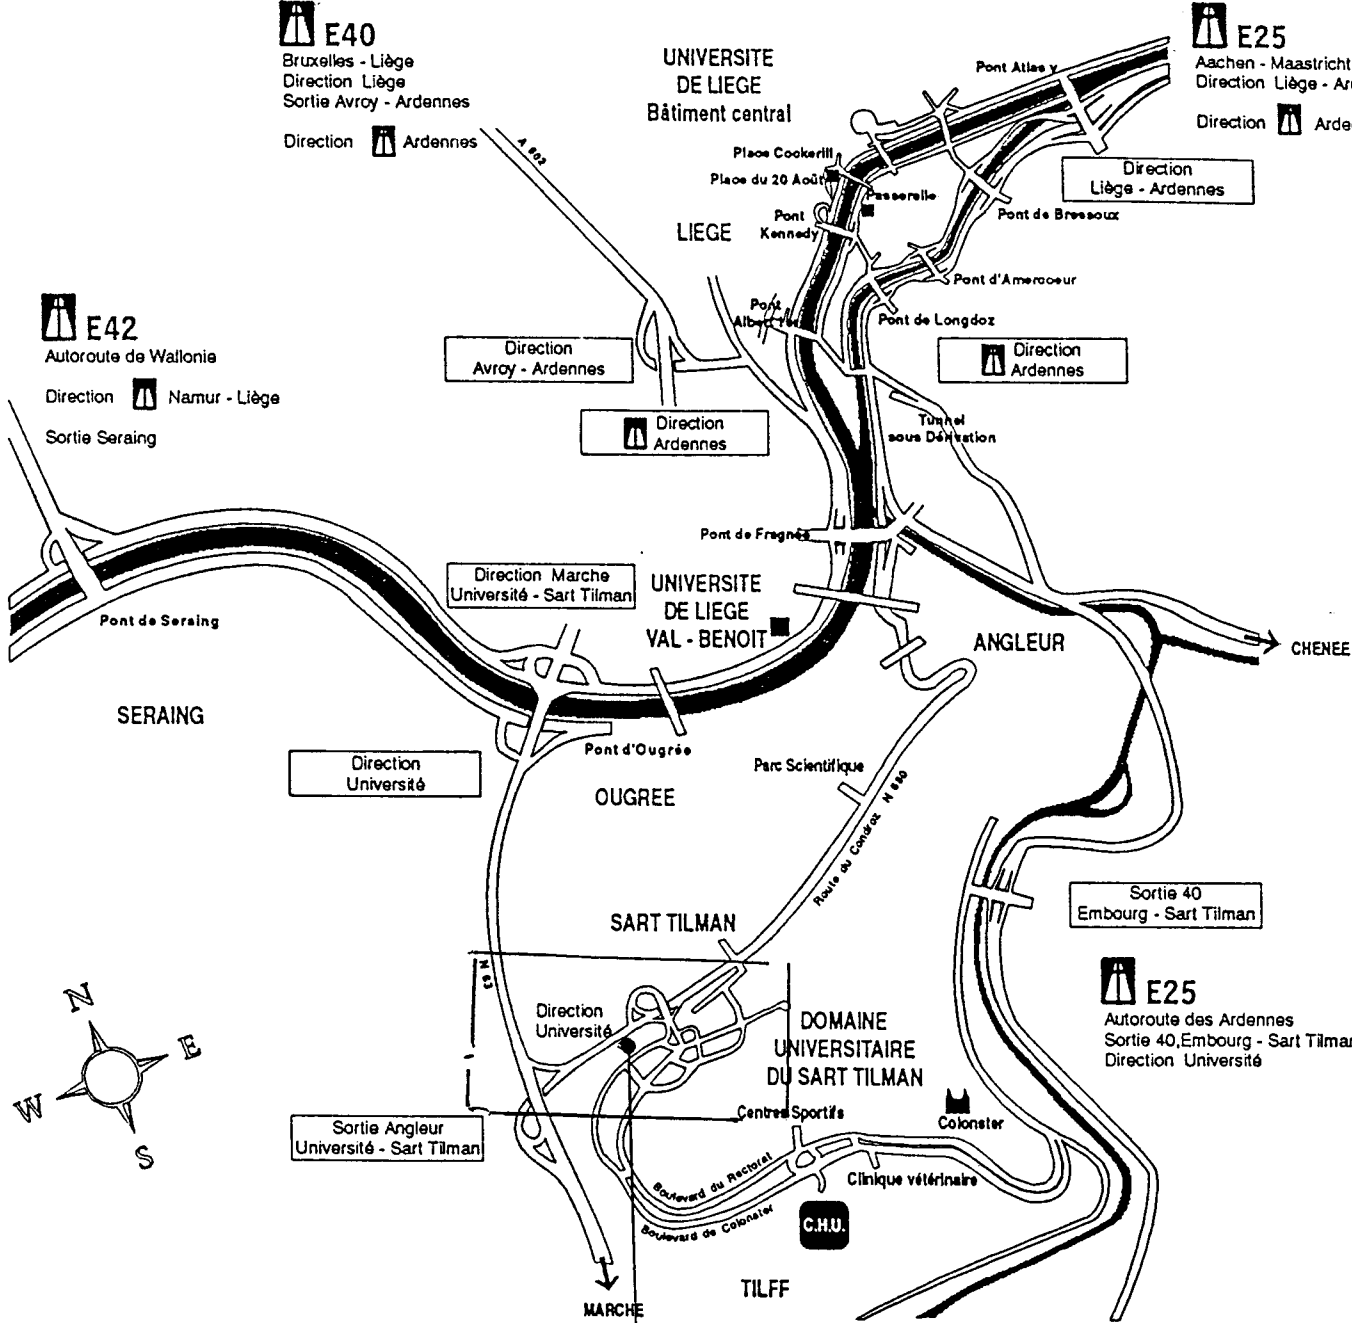 E40
Bruxelles - Liège
Direction Liège
Sortie Avroy - Ardennes
Direction Ardennes
UNIVERSITE
DE LIEGE
Bâtiment central
E25
Aachen - Maastricht
Direction Liège - Ar
Direction Arde
Pont Atlas v
A 602
Place Cockerill
Place du 20 Août
Passerelle
Direction
Liège - Ardennes
Pont de Bressoux
LIEGE
Pont
Kennedy
Pont d'Amercoeur
E42
Autoroute de Wallonie
Direction Namur - Liège
Sortie Seraing
Pont
Albert 1er
Pont de Longdoz
Direction
Avroy - Ardennes
Direction
Ardennes
Direction
Ardennes
Tunnel
sous Dérivation
Pont de Fragnée
Direction Marche
Université - Sart Tilman
UNIVERSITE
DE LIEGE
VAL - BENOIT
Pont de Seraing
ANGLEUR
CHENEE
SERAING
Pont d'Ougrée
Direction
Université
Parc Scientifique
OUGREE
Route du Condroz N 680
Sortie 40
Embourg - Sart Tilman
SART TILMAN
N 63
E25
Autoroute des Ardennes
Sortie 40,Embourg - Sart Tilman
Direction Université
N
E
W
S
Direction
Université
DOMAINE
UNIVERSITAIRE
DU SART TILMAN
Centres Sportifs
Colonster
Sortie Angleur
Université - Sart Tilman
Boulevard du Rectorat
Clinique vétérinaire
Boulevard de Colonster
C.H.U.
TILFF
MARCHE